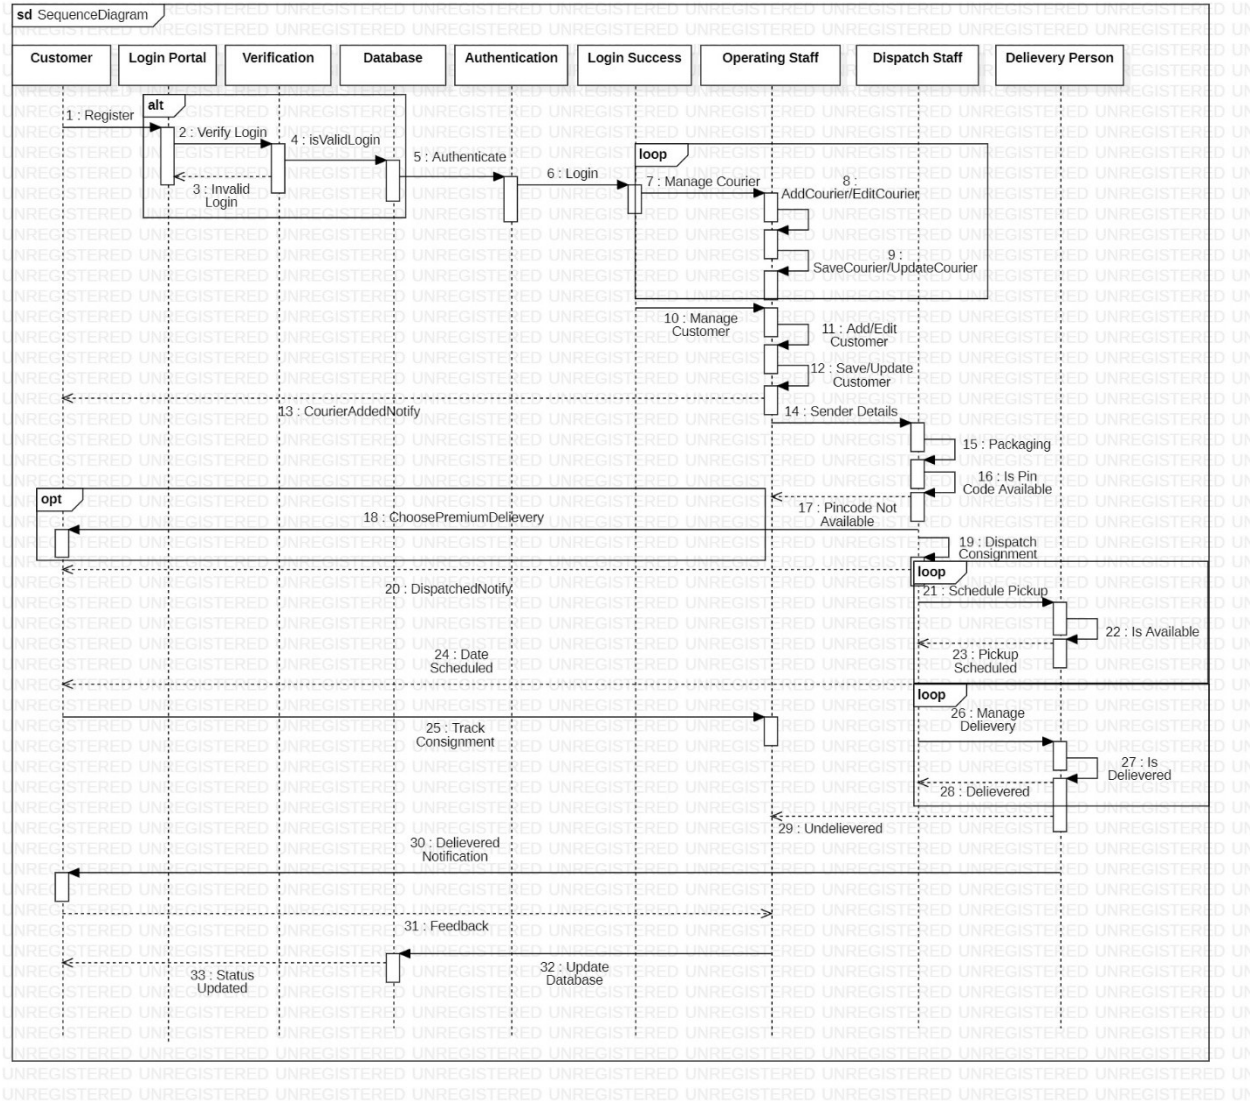 sd SequenceDiagram
Customer
Login Portal
Verification
Database
Authentication
Login Success
Operating Staff
Dispatch Staff
Delievery Person
alt
1 : Register
2 : Verify Login
4 : isValidLogin
3 : Invalid
Login
5 : Authenticate
6 : Login
loop
7 : Manage Courier
8 :
AddCourier/EditCourier
9 :
SaveCourier/UpdateCourier
10 : Manage
Customer
11 : Add/Edit
Customer
12 : Save/Update
Customer
13 : CourierAddedNotify
14 : Sender Details
15 : Packaging
16 : Is Pin
Code Available
17 : Pincode Not
Available
opt
18 : ChoosePremiumDelievery
19 : Dispatch
Consignment
20 : DispatchedNotify
loop
21 : Schedule Pickup
22 : Is Available
23 : Pickup
Scheduled
24 : Date
Scheduled
loop
25 : Track
Consignment
26 : Manage
Delievery
27 : Is
Delievered
28 : Delievered
29 : Undelievered
30 : Delievered
Notification
31 : Feedback
32 : Update
Database
33 : Status
Updated